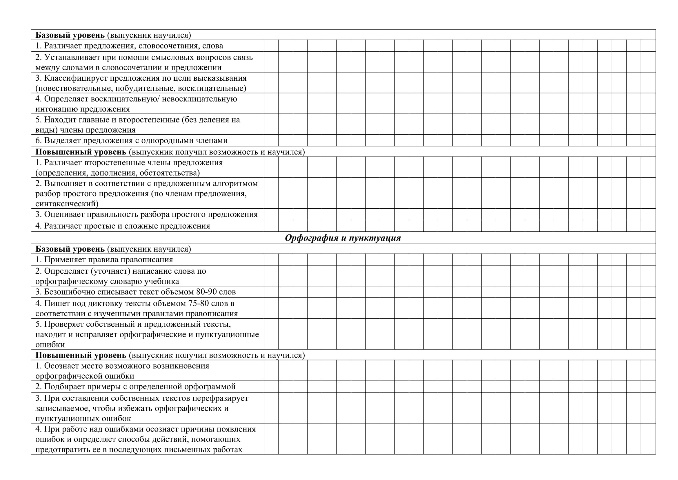 Базовый уровень (выпускник научился)
1. Различает предложения, словосочетания, слова
2. Устанавливает при помощи смысловых вопросов связь
между словами в словосочетании и предложении
3. Классифицирует предложения по цели высказывания
(повествовательные, побудительные, восклицательные)
4. Определяет восклицательную/ невосклицательную
интонацию предложения
5. Находит главные и второстепенные (без деления на
виды) члены предложения
6. Выделяет предложения с однородными членами
Повышенный уровень (выпускник получил возможность и научился)
1. Различает второстепенные члены предложения
(определения, дополнения, обстоятельства)
2. Выполняет в соответствии с предложенным алгоритмом
разбор простого предложения (по членам предложения,
синтаксический)
3. Оценивает правильность разбора простого предложения
4. Различает простые и сложные предложения
Орфография и пунктуация
Базовый уровень (выпускник научился)
1. Применяет правила правописания
2. Определяет (уточняет) написание слова по
орфографическому словарю учебника
3. Безошибочно списывает текст объемом 80-90 слов
4. Пишет под диктовку тексты объемом 75-80 слов в
соответствии с изученными правилами правописания
5. Проверяет собственный и предложенный тексты,
находит и исправляет орфографические и пунктуационные
ошибки
Повышенный уровень (выпускник получил возможность и научился)
1. Осознает место возможного возникновения
орфографической ошибки
2. Подбирает примеры с определенной орфограммой
3. При составлении собственных текстов перефразирует
записываемое, чтобы избежать орфографических и
пунктуационных ошибок
4. При работе над ошибками осознает причины появления
ошибок и определяет способы действий, помогающих
предотвратить ее в последующих письменных работах